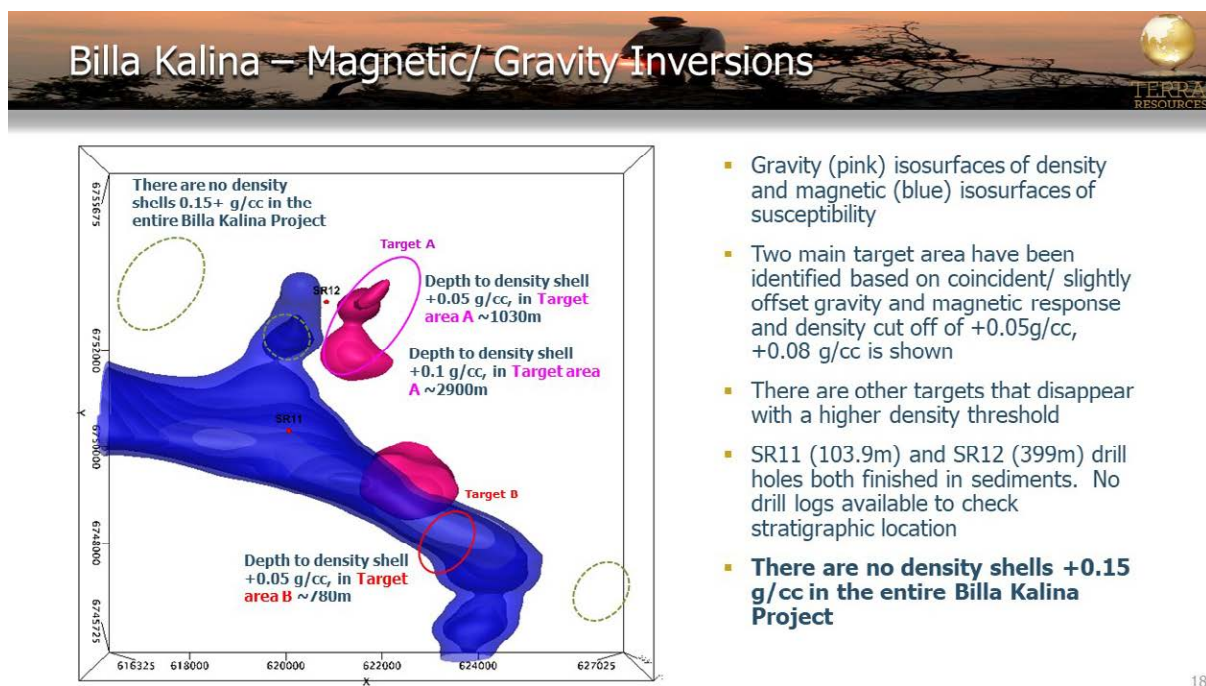 Billa Kalina – Magnetic/ Gravity Inversions
TERRA
RESOURCES
There are no density
shells 0.15+ g/cc in the
entire Billa Kalina Project
Target A
SR12
Depth to density shell
+0.05 g/cc, in Target
area A ~1030m
Depth to density shell
+0.1 g/cc, in Target area
A ~2900m
SR11
Target B
Depth to density shell
+0.05 g/cc, in Target
area B ~780m
6755675
6752000
Y
6750000
6748000
6745725
616325 618000 620000 622000 624000 627025
X
▪ Gravity (pink) isosurfaces of density
and magnetic (blue) isosurfaces of
susceptibility
▪ Two main target area have been
identified based on coincident/ slightly
offset gravity and magnetic response
and density cut off of +0.05g/cc,
+0.08 g/cc is shown
▪ There are other targets that disappear
with a higher density threshold
▪ SR11 (103.9m) and SR12 (399m) drill
holes both finished in sediments. No
drill logs available to check
stratigraphic location
▪ There are no density shells +0.15
g/cc in the entire Billa Kalina
Project
18